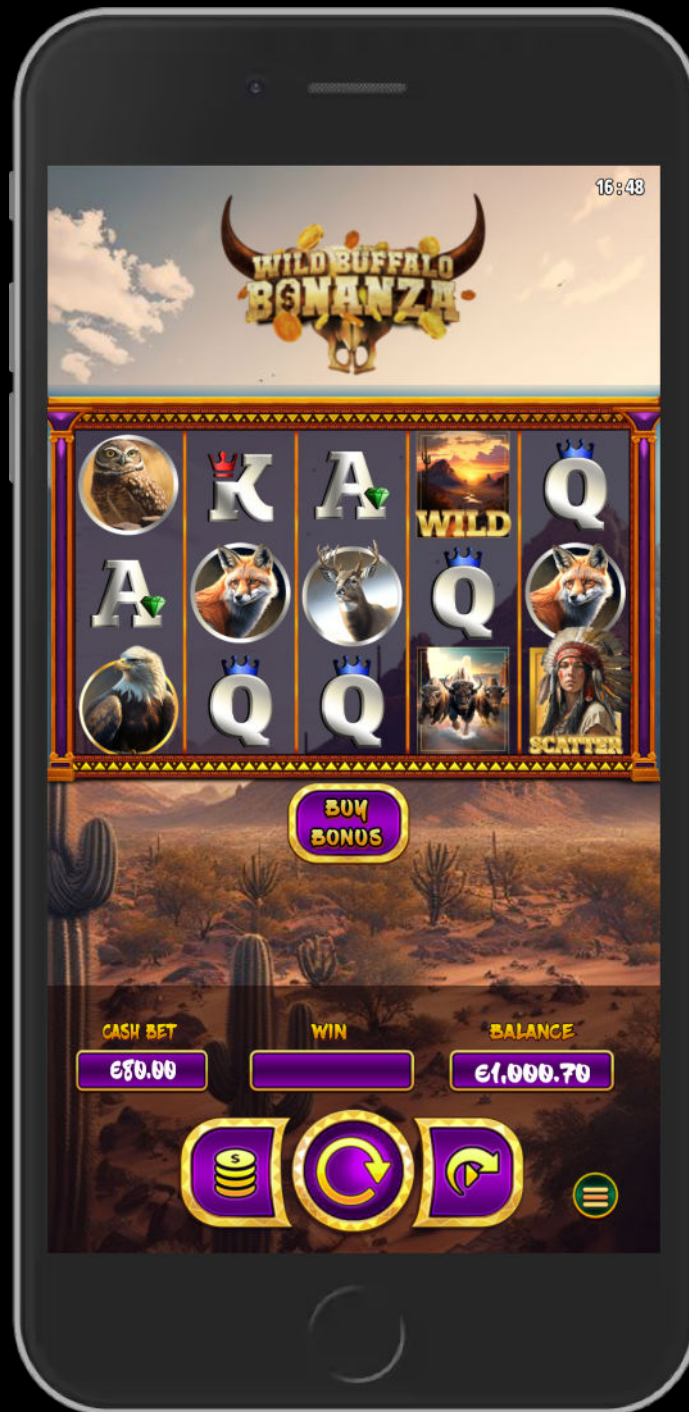 16:48
WILD BUFFALO
BONANZA
K A WILD Q
A Q
Q Q SCATTER
BUY
BONUS
CASH BET WIN BALANCE
€80.00 €1,000.70